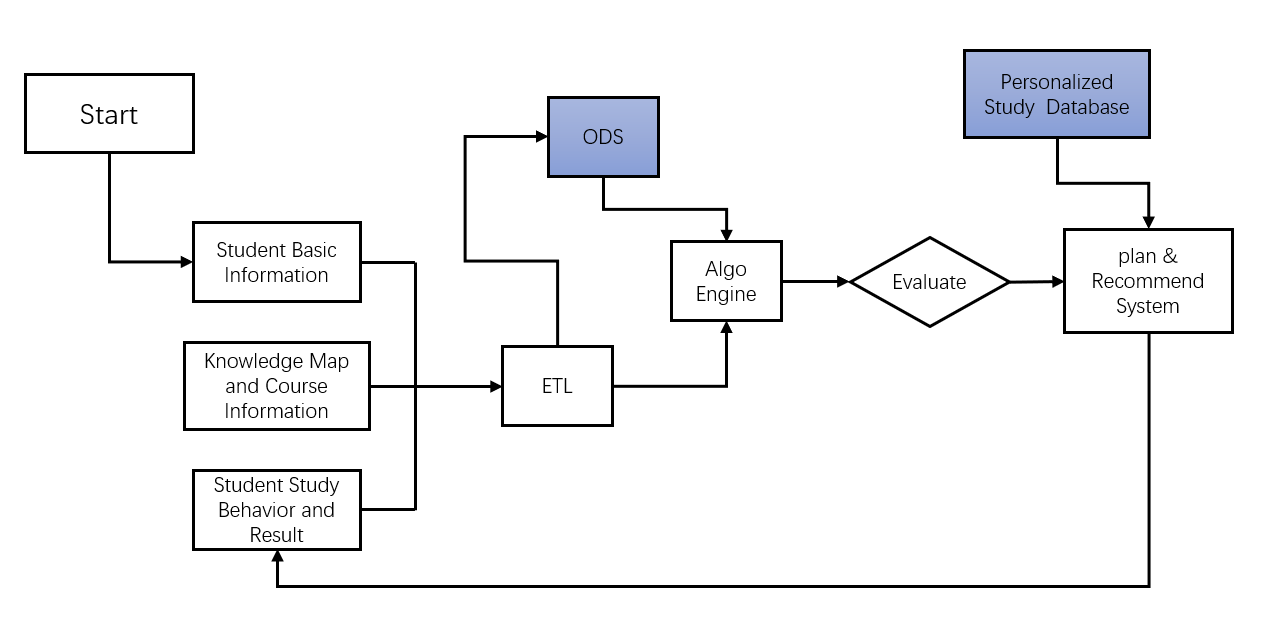 Start
Student Basic
Information
Knowledge Map
and Course
Information
Student Study
Behavior and
Result
ETL
ODS
Algo
Engine
Evaluate
Personalized
Study Database
plan &
Recommend
System